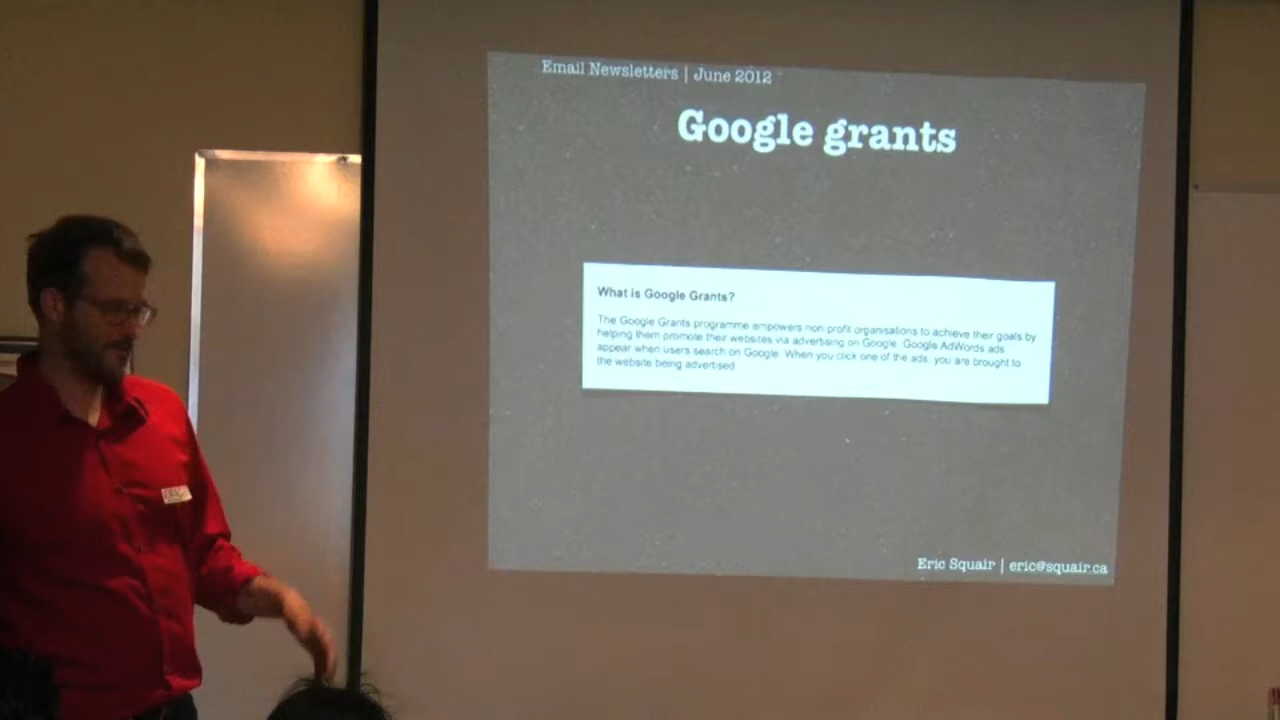 Email Newsletters | June 2012
Google grants
What is Google Grants?
The Google Grants programme empowers non-profit organisations to achieve their goals by
helping them promote their websites via advertising on Google. Google AdWords ads
appear when users search on Google. When you click one of the ads, you are brought to
the website being advertised
Eric Squair | eric@squair.ca